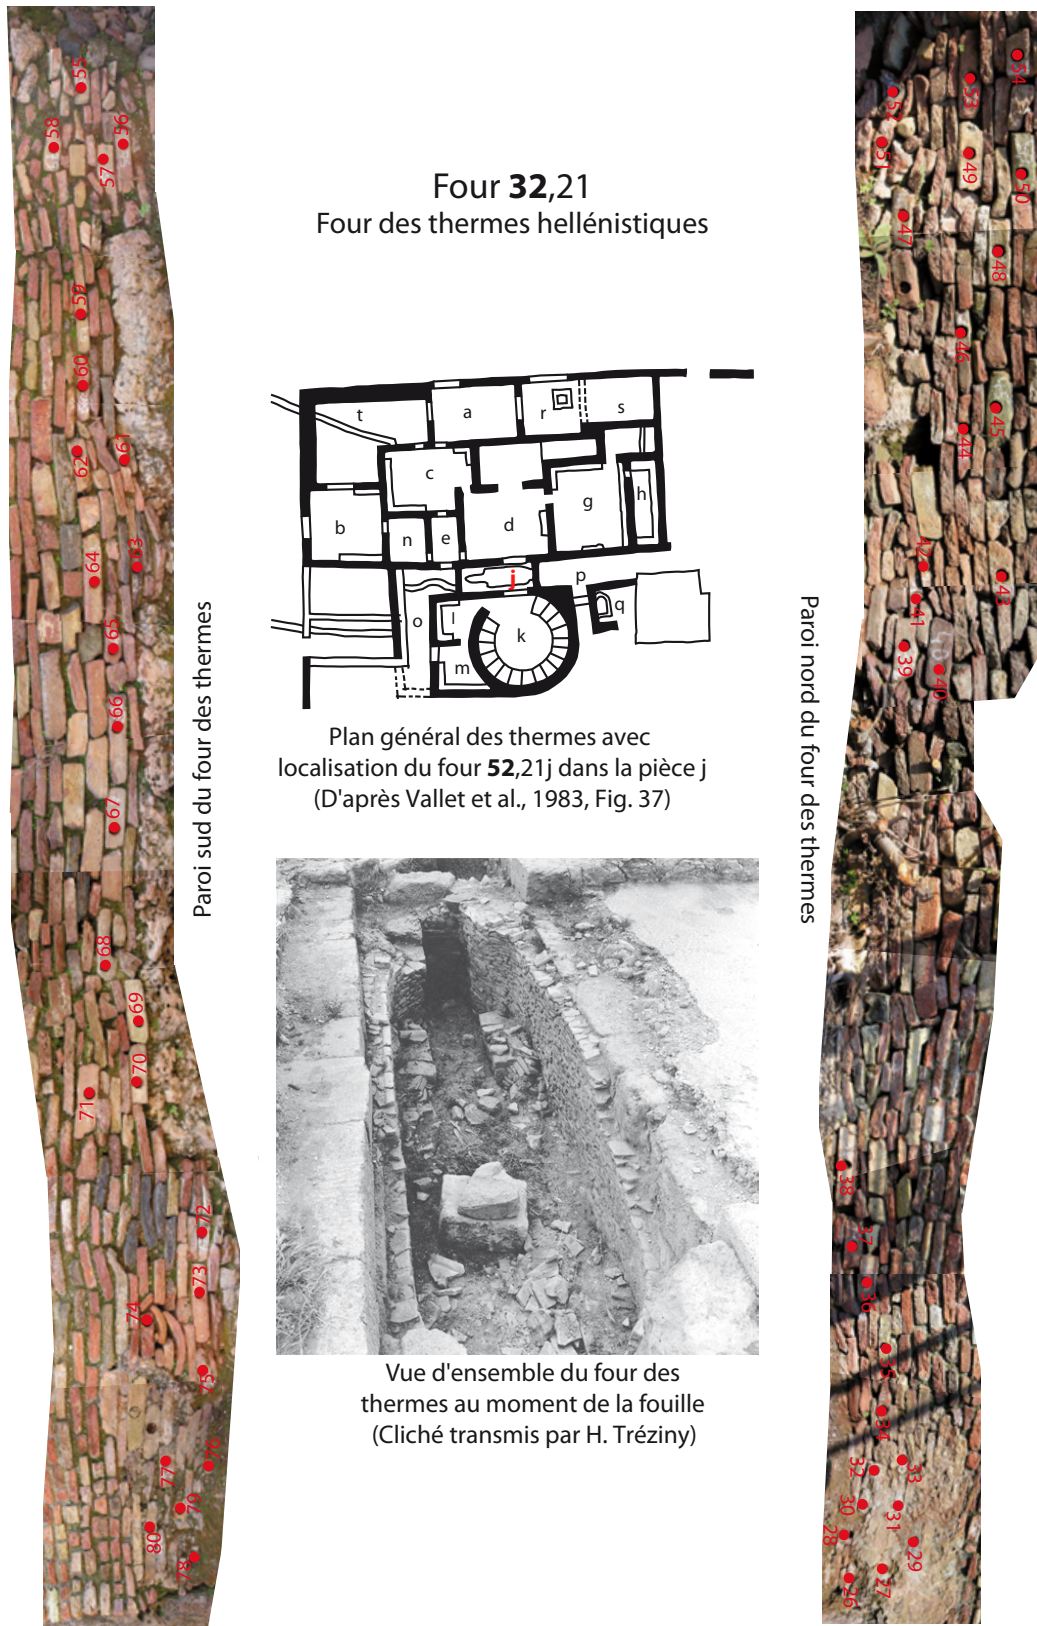 Four 32,21
Four des thermes hellénistiques
55
58
56
57
59
60
62
61
64
63
65
66
67
68
69
70
71
72
73
74
75
76
77
79
80
78
Paroi sud du four des thermes
t
a
r
s
c
g
h
b
n
e
d
j
p
q
o
l
k
m
Plan général des thermes avec
localisation du four 52,21j dans la pièce j
(D'après Vallet et al., 1983, Fig. 37)
Vue d'ensemble du four des
thermes au moment de la fouille
(Cliché transmis par H. Tréziny)
Paroi nord du four des thermes
54
53
52
51
49
50
47
48
46
45
44
42
43
41
39
40
38
37
36
35
34
33
32
30
31
28
29
27
26